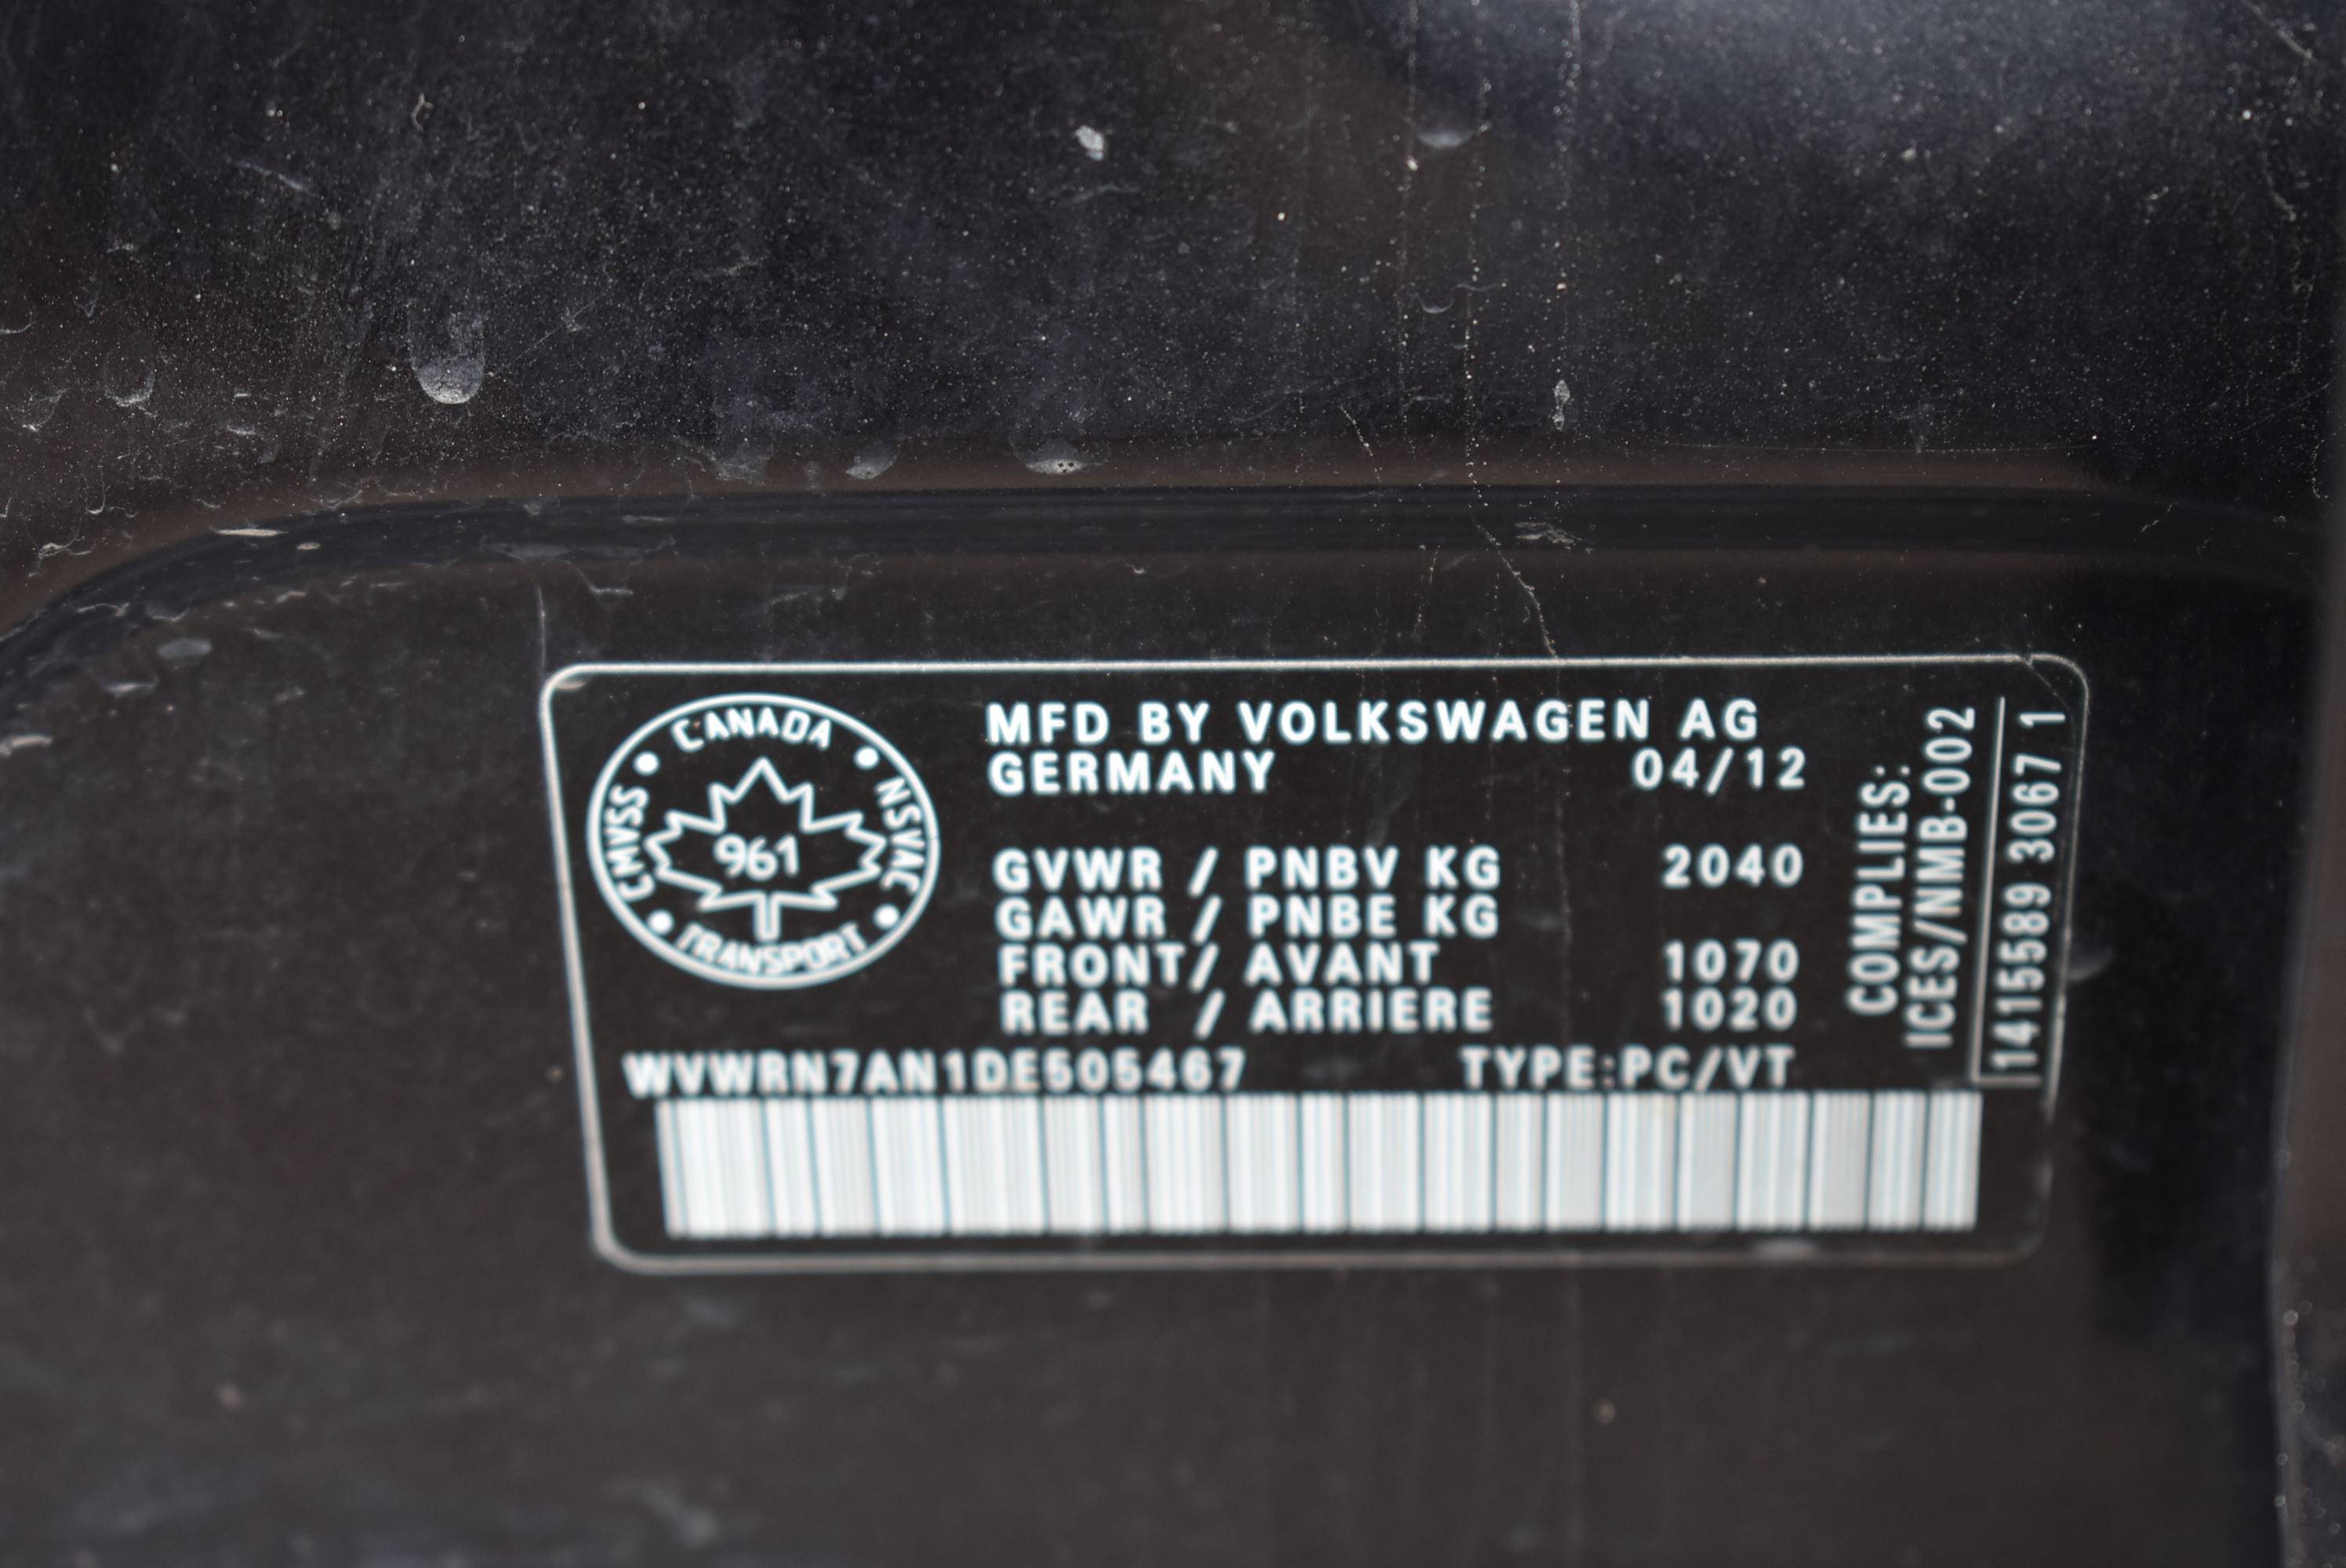 CANADA
NSVAC
TRANSPORT
CMVSS
961
MFD BY VOLKSWAGEN AG
GERMANY 04/12
GVWR / PNBV KG 2040
GAWR / PNBE KG
FRONT/ AVANT 1070
REAR / ARRIERE 1020
WVWRN7AN1DE505467 TYPE:PC/VT
COMPLIES:
ICES/NMB-002
1415589 3067 1